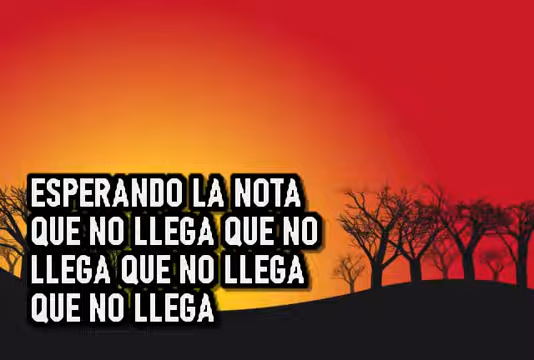 ESPERANDO LA NOTA
QUE NO LLEGA QUE NO
LLEGA QUE NO LLEGA
QUE NO LLEGA